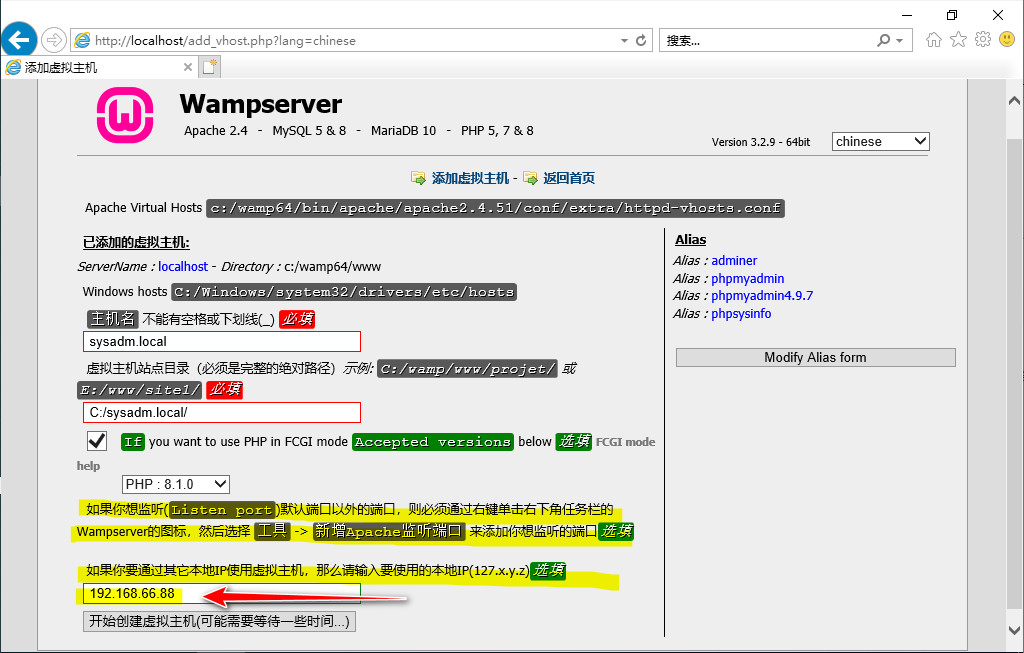 http://localhost/add_vhost.php?lang=chinese
搜索...
添加虚拟主机
Wampserver
Apache 2.4 - MySQL 5 & 8 - MariaDB 10 - PHP 5, 7 & 8
Version 3.2.9 - 64bit
chinese
添加虚拟主机 - 返回首页
Apache Virtual Hosts c:/wamp64/bin/apache/apache2.4.51/conf/extra/httpd-vhosts.conf
已添加的虚拟主机:
ServerName : localhost - Directory : c:/wamp64/www
Windows hosts C:/Windows/system32/drivers/etc/hosts
主机名 不能有空格或下划线(_) 必填
sysadm.local
虚拟主机站点目录（必须是完整的绝对路径）示例: C:/wamp/www/projet/ 或
E:/www/site1/ 必填
C:/sysadm.local/
If you want to use PHP in FCGI mode Accepted versions below 选填 FCGI mode
help
PHP : 8.1.0
如果你想监听(Listen port)默认端口以外的端口，则必须通过右键单击右下角任务栏的
Wampserver的图标，然后选择 工具 -> 新增Apache监听端口 来添加你想监听的端口 选填
如果你要通过其它本地IP使用虚拟主机，那么请输入要使用的本地IP(127.x.y.z) 选填
192.168.66.88
开始创建虚拟主机(可能需要等待一些时间...)
Alias
Alias : adminer
Alias : phpmyadmin
Alias : phpmyadmin4.9.7
Alias : phpsysinfo
Modify Alias form